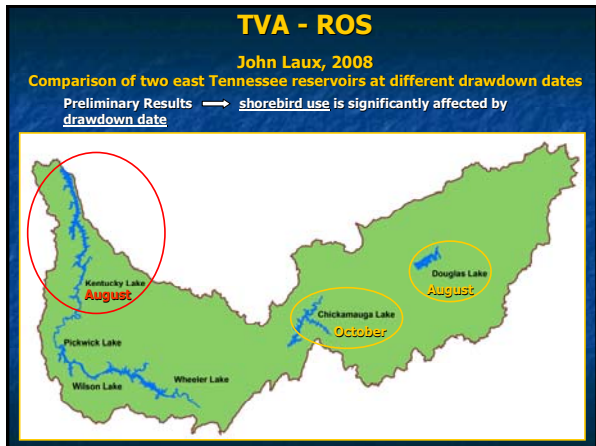 TVA - ROS
John Laux, 2008
Comparison of two east Tennessee reservoirs at different drawdown dates
Preliminary Results ⟶ shorebird use is significantly affected by
drawdown date
Kentucky Lake
August
Douglas Lake
August
Chickamauga Lake
October
Pickwick Lake
Wilson Lake
Wheeler Lake